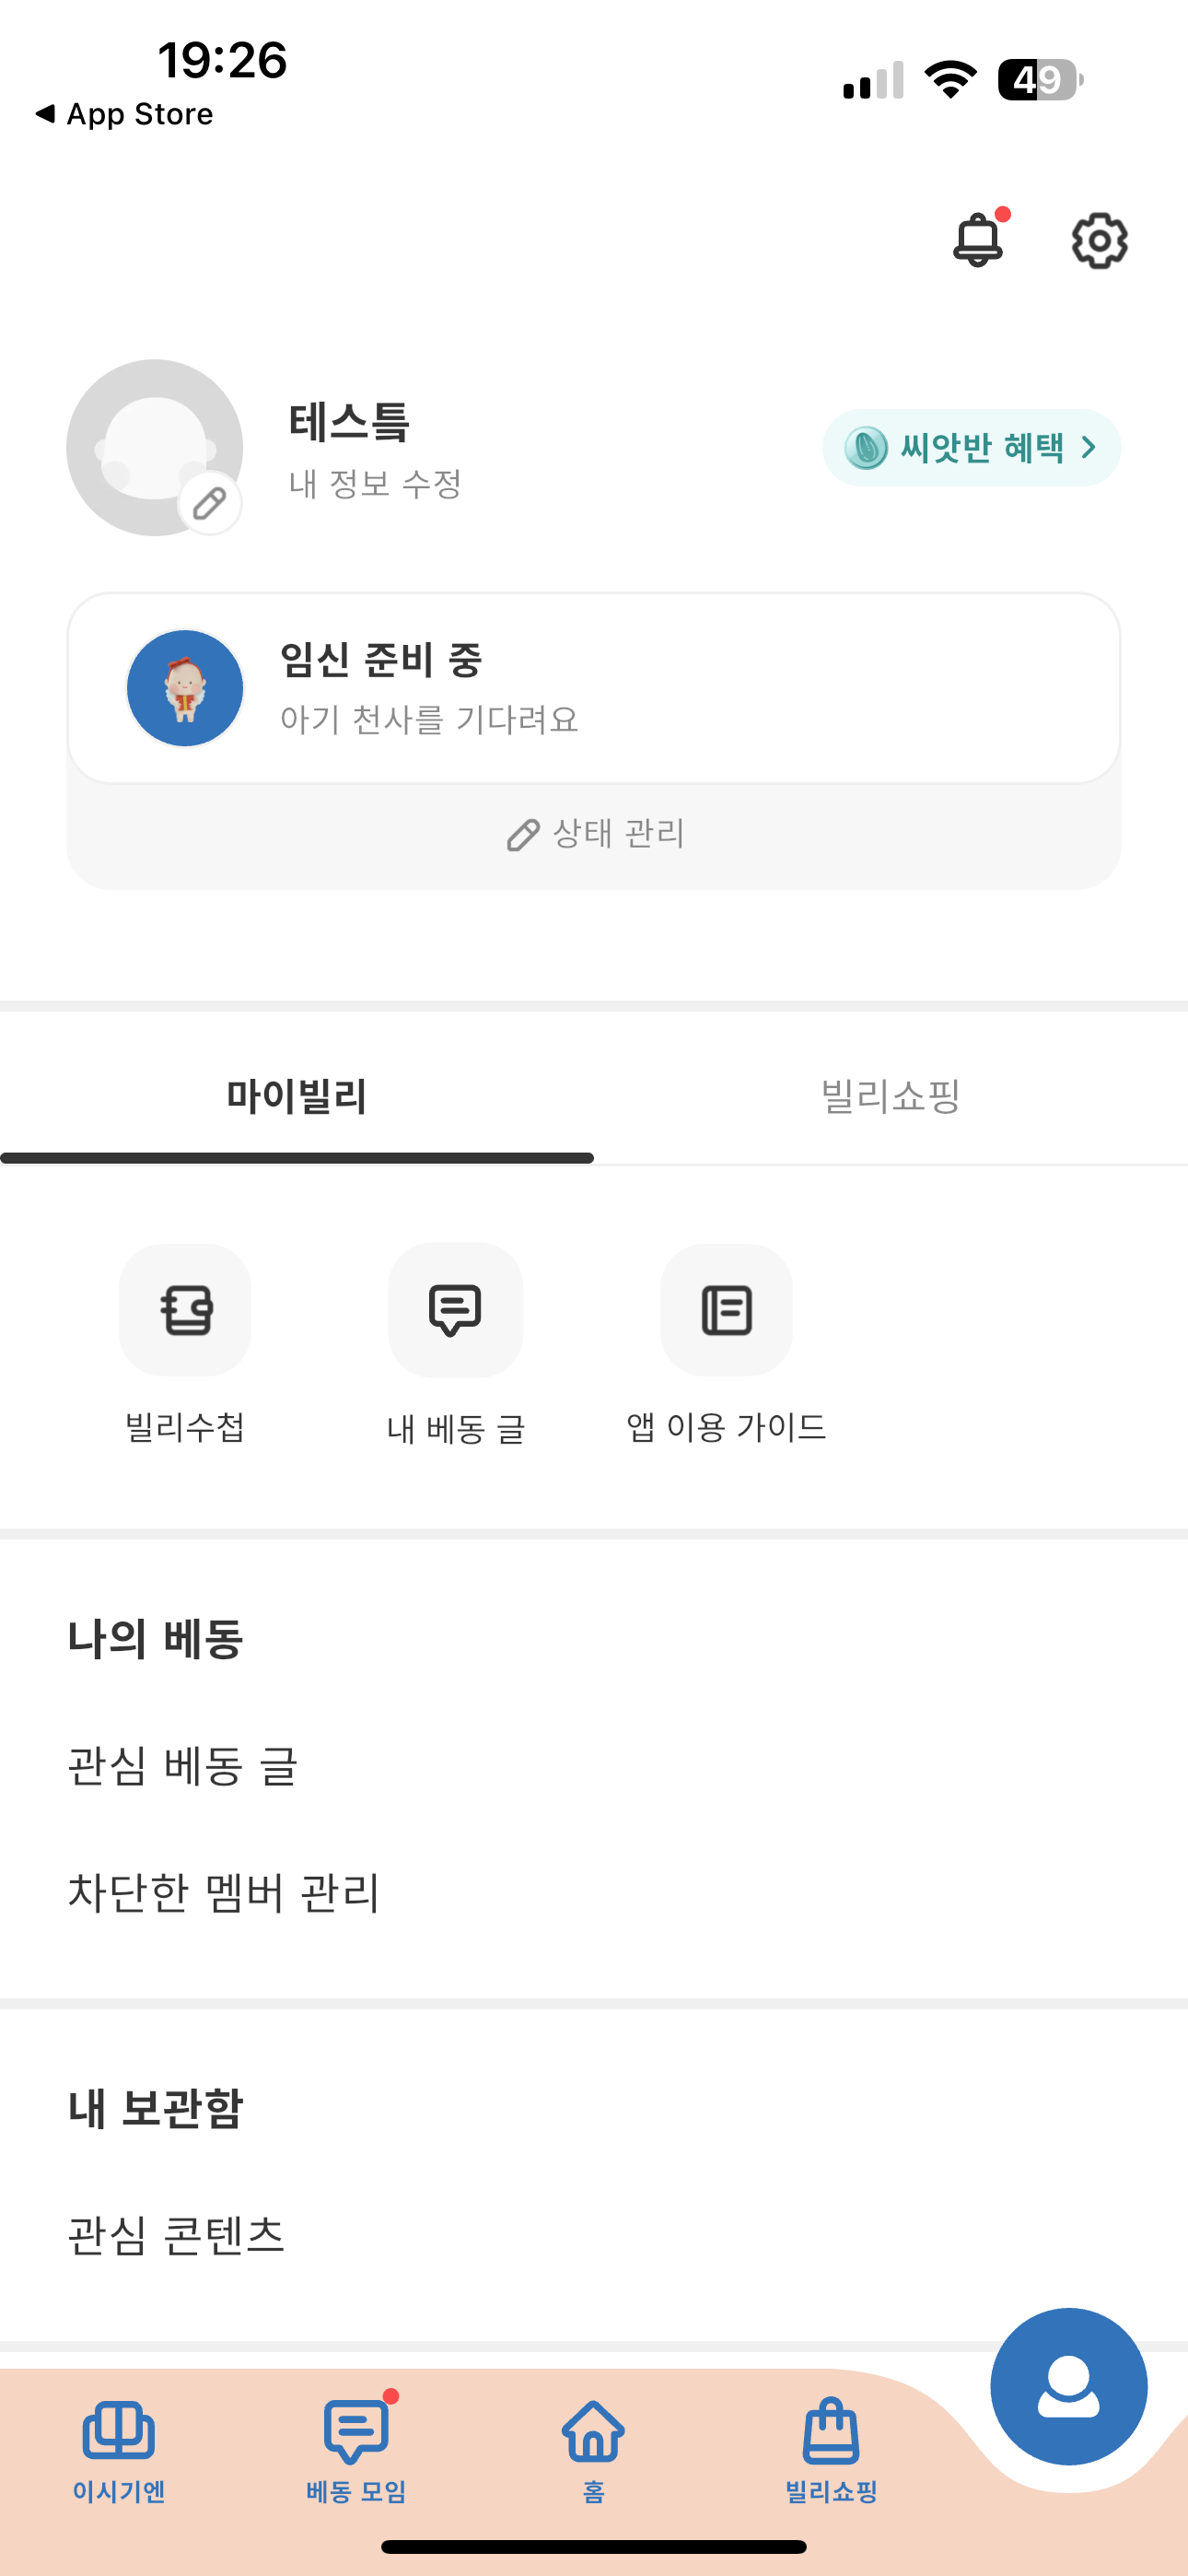 19:26
49
◀ App Store
테스틐
내 정보 수정
씨앗반 혜택
임신 준비 중
아기 천사를 기다려요
상태 관리
마이빌리
빌리쇼핑
빌리수첩
내 베동 글
앱 이용 가이드
나의 베동
관심 베동 글
차단한 멤버 관리
내 보관함
관심 콘텐츠
이시기엔
베동 모임
홈
빌리쇼핑